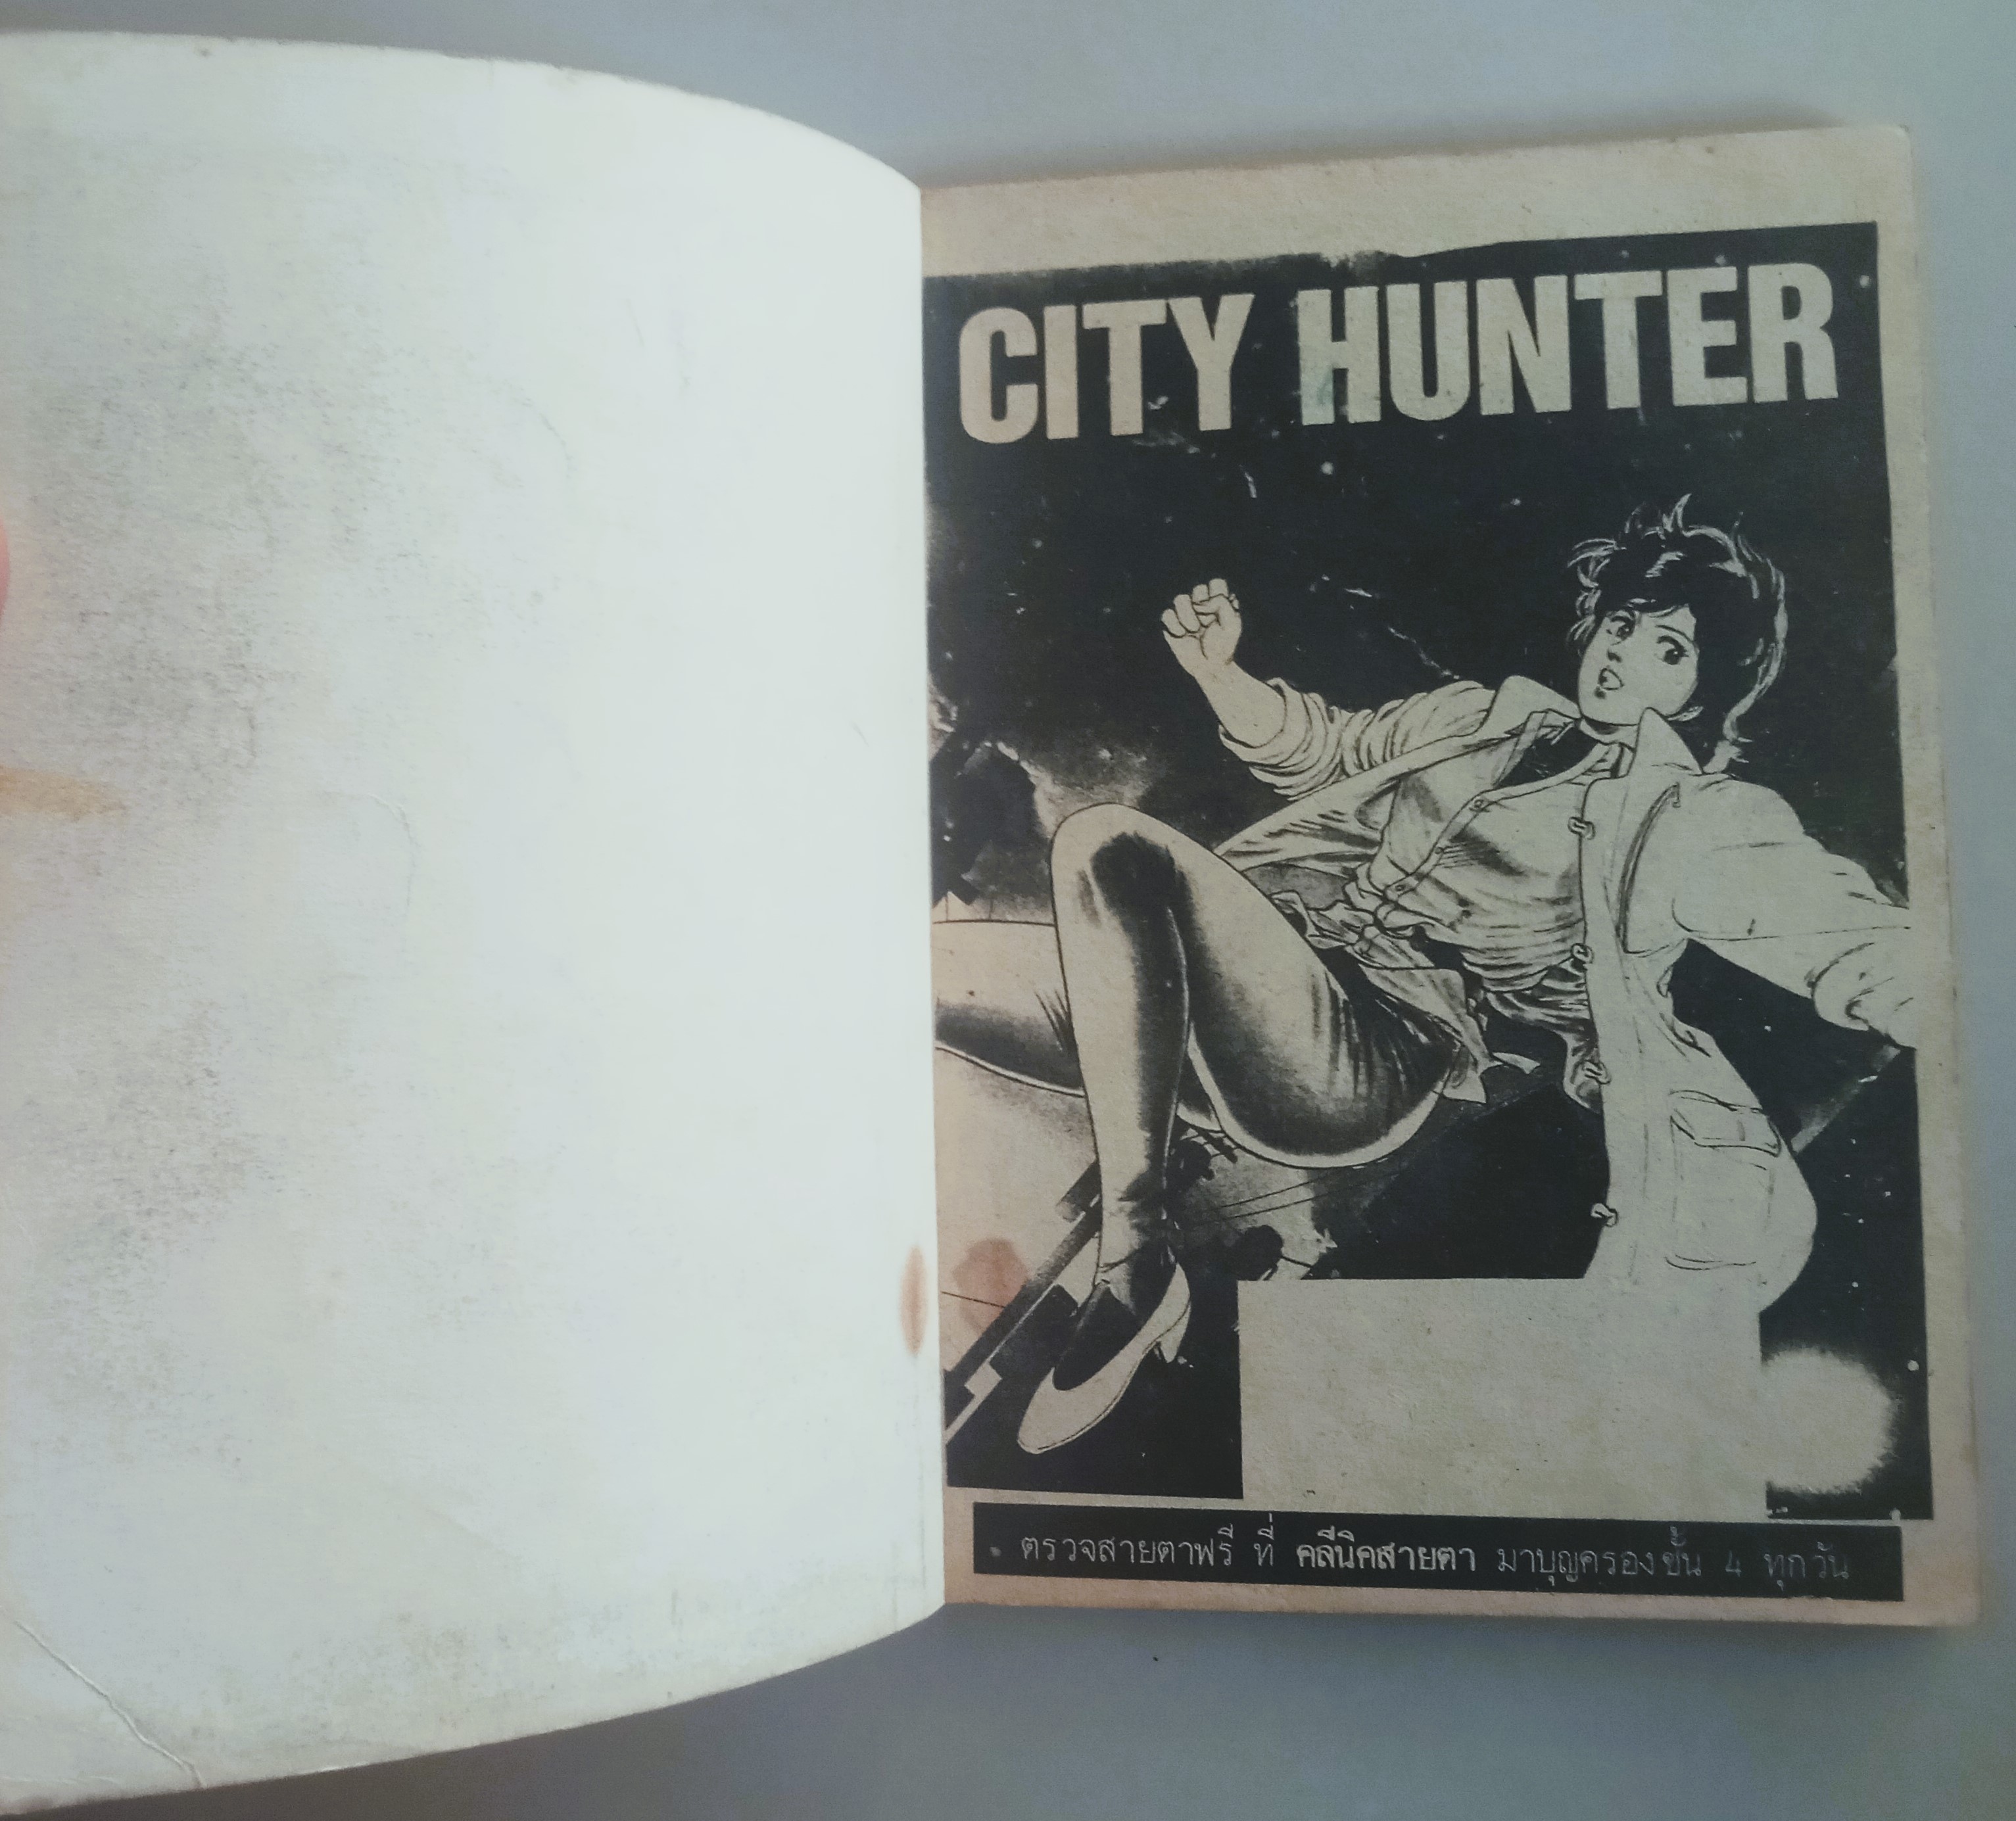 CITY HUNTER
ตรวจสายตาฟรี ที่ คลีนิคสายตา มาบุญครองชั้น 4 ทุกวัน